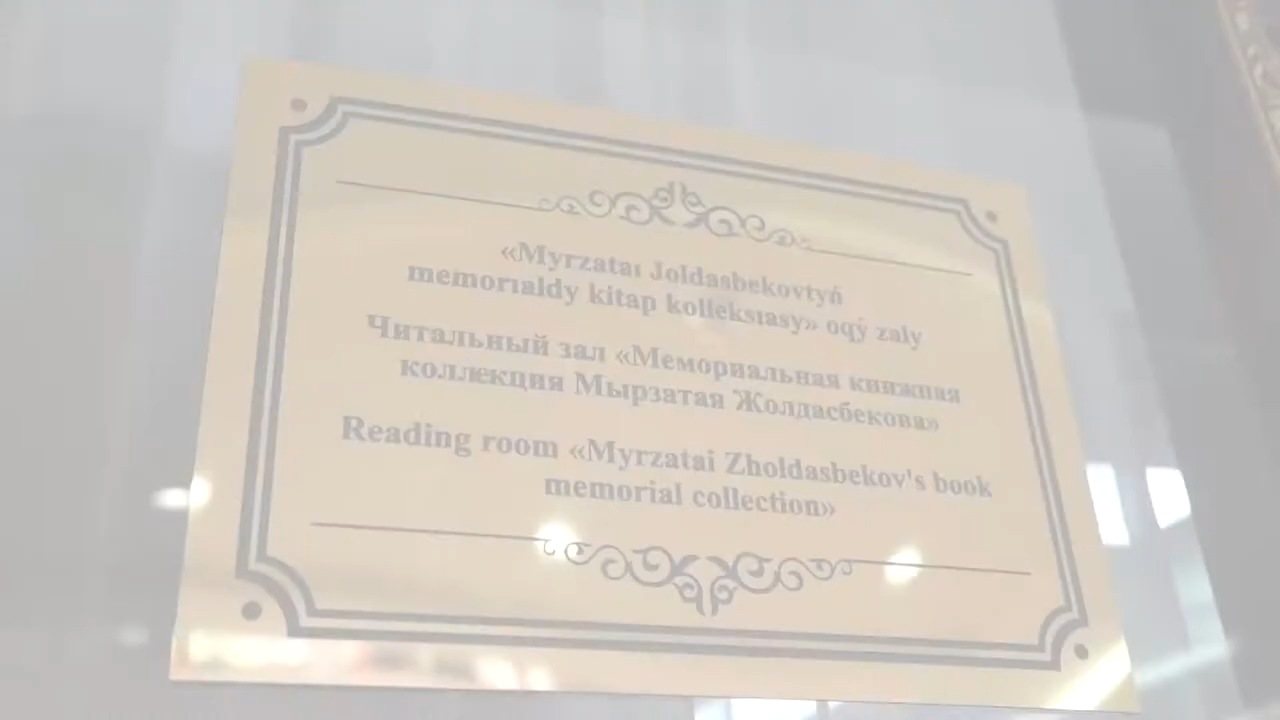 «Myrzataı Joldasbekovtyń
memorıaldy kitap kolleksıasy» oqý zaly
Читальный зал «Мемориальная книжная
коллекция Мырзатая Жолдасбекова»
Reading room «Myrzatai Zholdasbekov's book
memorial collection»